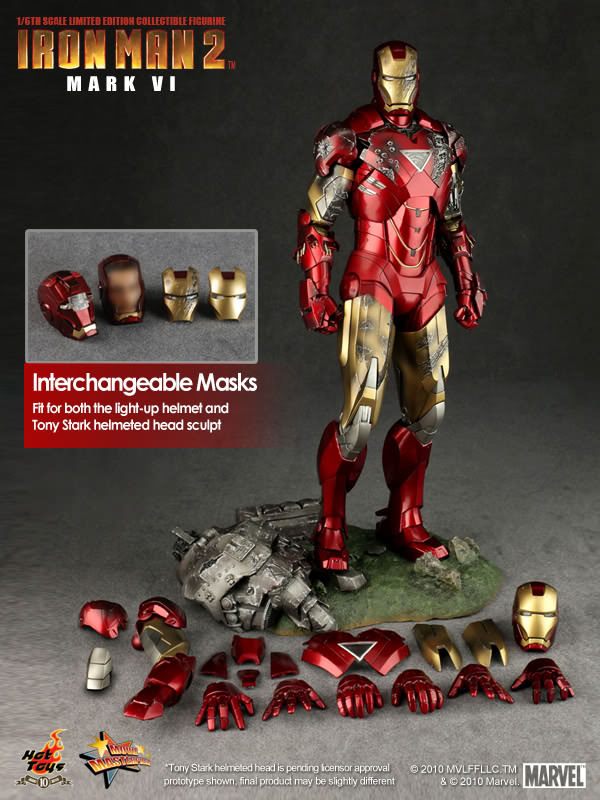 1/6TH SCALE LIMITED EDITION COLLECTIBLE FIGURINE
IRON MAN 2 ™
MARK VI
Interchangeable Masks
Fit for both the light-up helmet and
Tony Stark helmeted head sculpt
Hot Toys
10
MOVIE
MASTERPIECE
*Tony Stark helmeted head is pending licensor approval
prototype shown, final product may be slightly different
© 2010 MVLFFLLC.TM
& © 2010 Marvel.
MARVEL